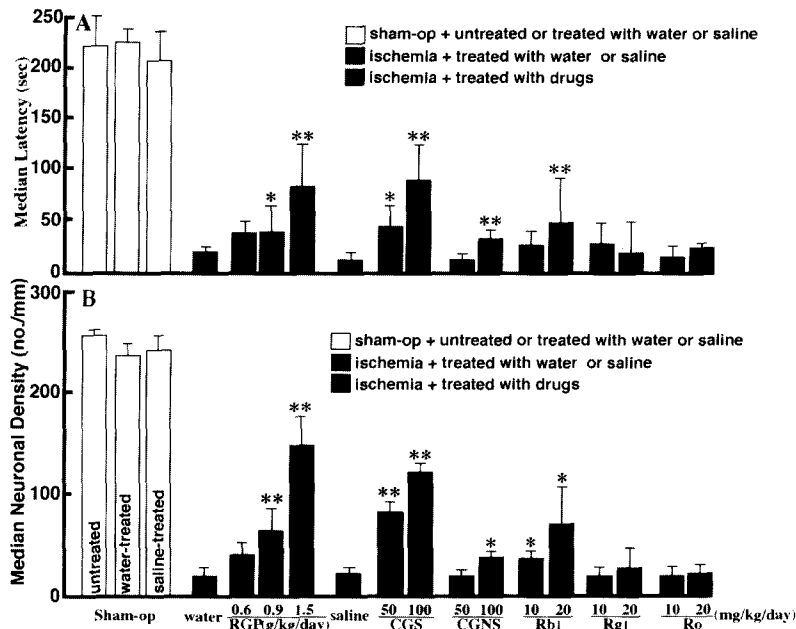 A
250
200
150
100
50
0
Median Latency (sec)
sham-op + untreated or treated with water or saline
ischemia + treated with water or saline
ischemia + treated with drugs
* ** * ** ** **
B
300
200
100
0
Median Neuronal Density (no./mm)
sham-op + untreated or treated with water or saline
ischemia + treated with water or saline
ischemia + treated with drugs
** ** ** ** * * *
untreated
water-treated
saline-treated
0.6 0.9 1.5 50 100 50 100 10 20 10 20 10 20 (mg/kg/day)
Sham-op water RGP(g/kg/day) saline CGS CGNS Rb1 Rg1 Ro